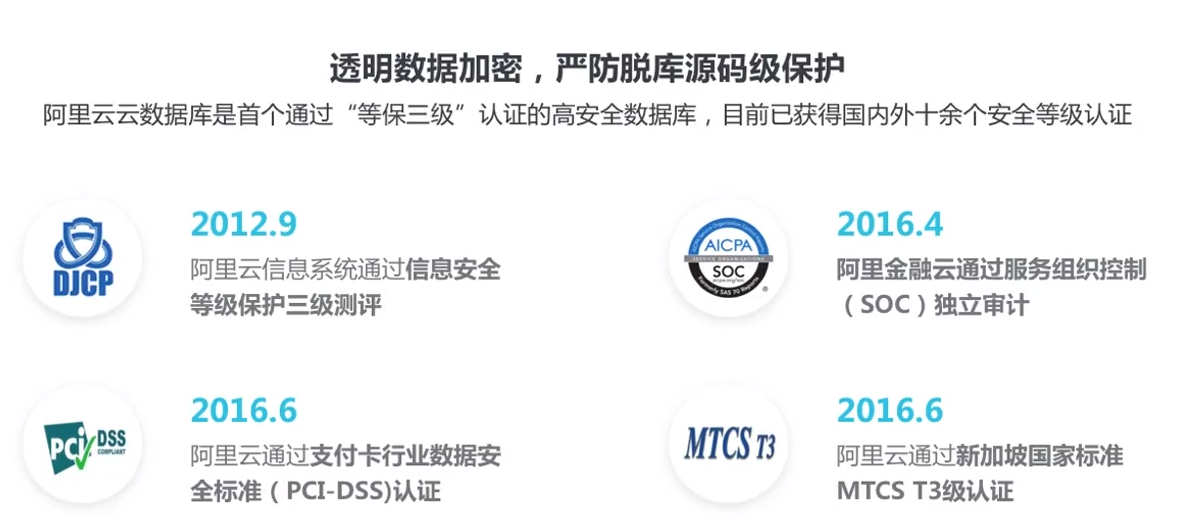 透明数据加密，严防脱库源码级保护
阿里云云数据库是首个通过“等保三级”认证的高安全数据库，目前已获得国内外十余个安全等级认证
DJCP
2012.9
阿里云信息系统通过信息安全
等级保护三级测评
AICPA
SERVICE ORGANIZATIONS
SOC
Formerly SAS 70 Reports
2016.4
阿里金融云通过服务组织控制
（SOC）独立审计
PCI DSS
COMPLIANT
2016.6
阿里云通过支付卡行业数据安
全标准（PCI-DSS)认证
MTCS T3
2016.6
阿里云通过新加坡国家标准
MTCS T3级认证